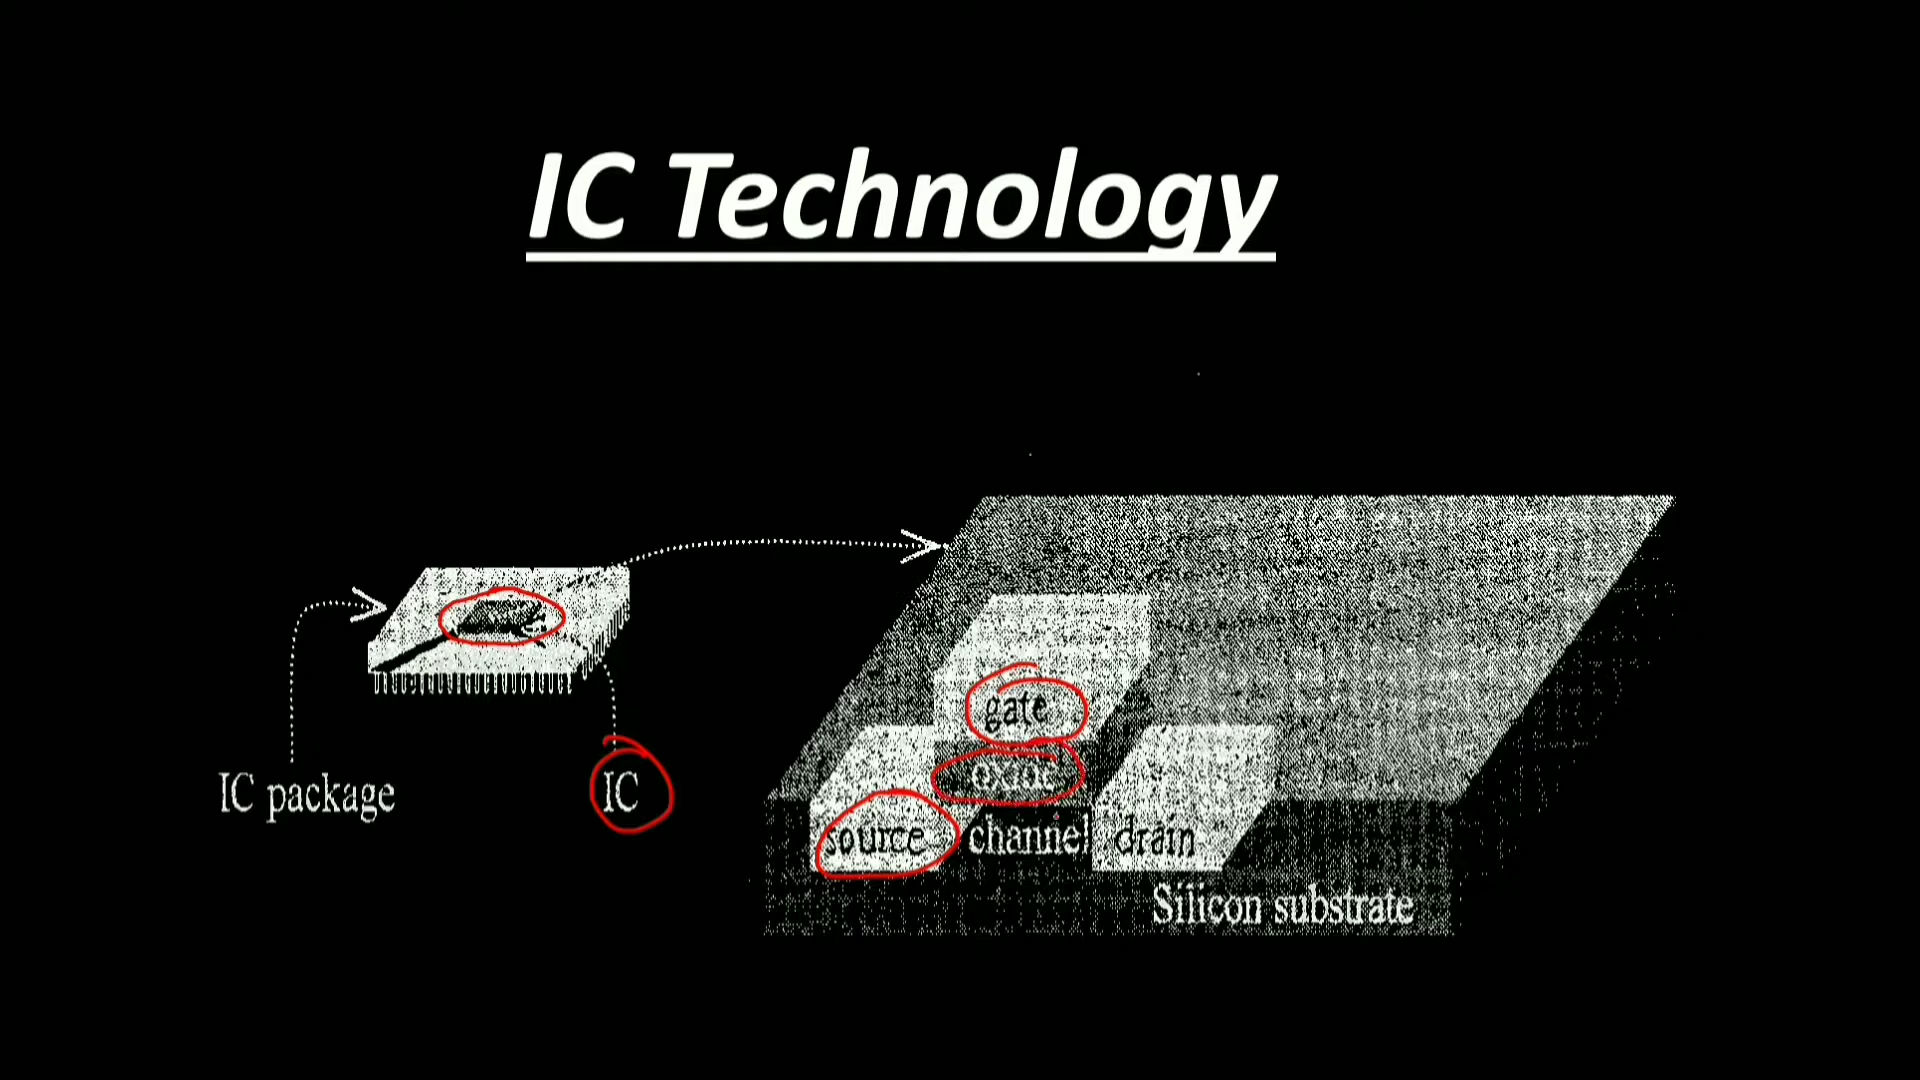 IC Technology
gate
oxide
IC package
IC
source
channel
drain
Silicon substrate